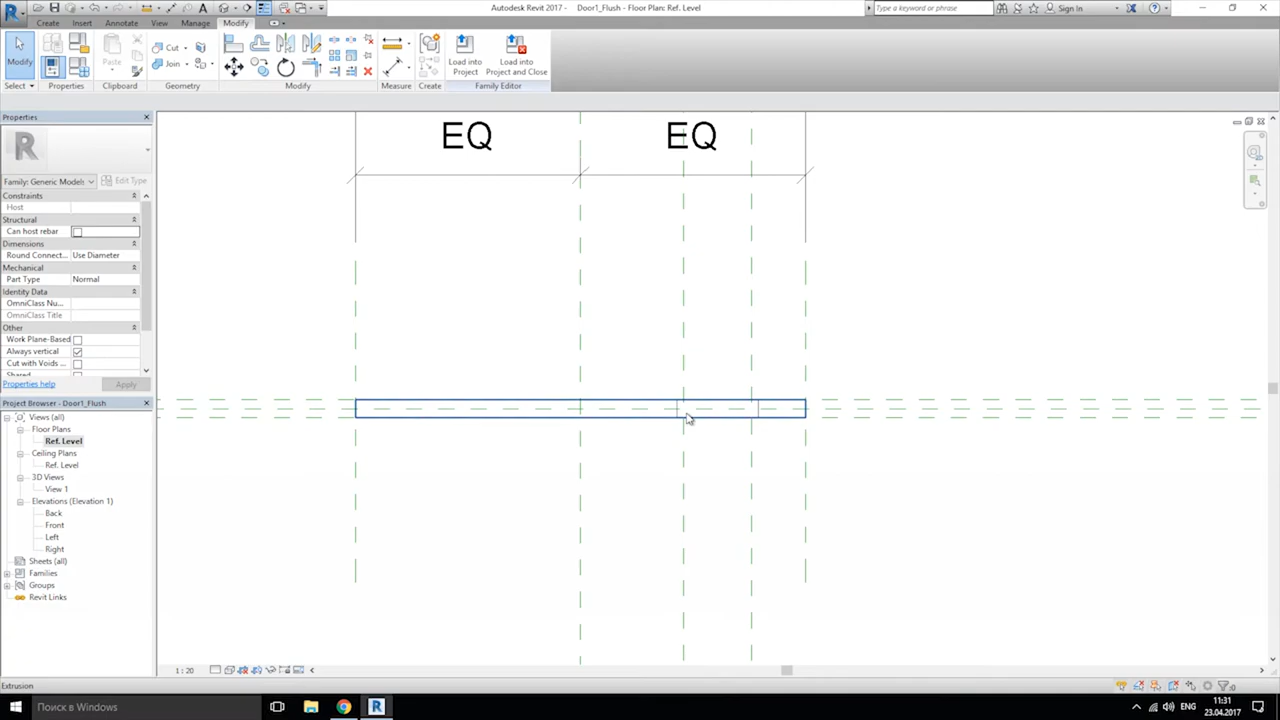 Autodesk Revit 2017 - Door1_Flush - Floor Plan: Ref. Level
Type a keyword or phrase
Sign In
Create Insert Annotate View Manage Modify
Modify
Paste
Cut
Join
Load into
Project
Load into
Project and Close
Select Properties Clipboard Geometry Modify Measure Create Family Editor
Properties
Family: Generic Models
Edit Type
Constraints
Host
Structural
Can host rebar
Dimensions
Round Connect... Use Diameter
Mechanical
Part Type Normal
Identity Data
OmniClass Nu...
OmniClass Title
Other
Work Plane-Based
Always vertical
Cut with Voids ...
Shared
Properties help
Apply
Project Browser - Door1_Flush
Views (all)
Floor Plans
Ref. Level
Ceiling Plans
Ref. Level
3D Views
View 1
Elevations (Elevation 1)
Back
Front
Left
Right
Sheets (all)
Families
Groups
Revit Links
EQ EQ
1 : 20
Extrusion
:0
Поиск в Windows
ENG
11:31
23.04.2017